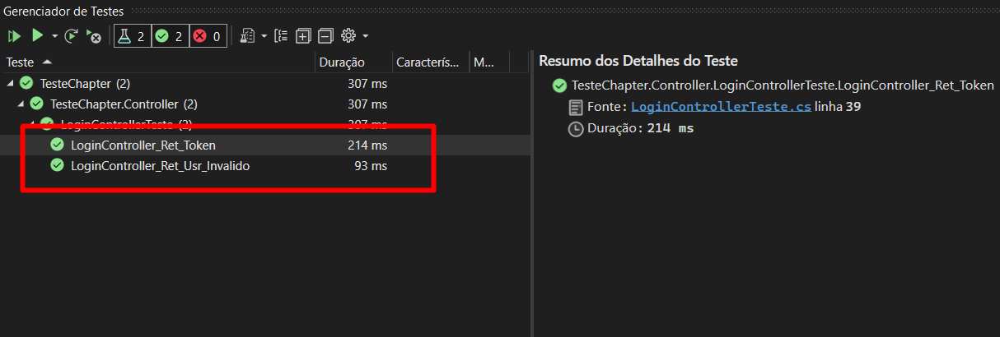 Gerenciador de Testes
2 2 0
Teste Duração Caracterís... M...
TesteChapter (2) 307 ms
TesteChapter.Controller (2) 307 ms
LoginControllerTeste (2) 307 ms
LoginController_Ret_Token 214 ms
LoginController_Ret_Usr_Invalido 93 ms
Resumo dos Detalhes do Teste
TesteChapter.Controller.LoginControllerTeste.LoginController_Ret_Token
Fonte: LoginControllerTeste.cs linha 39
Duração: 214 ms